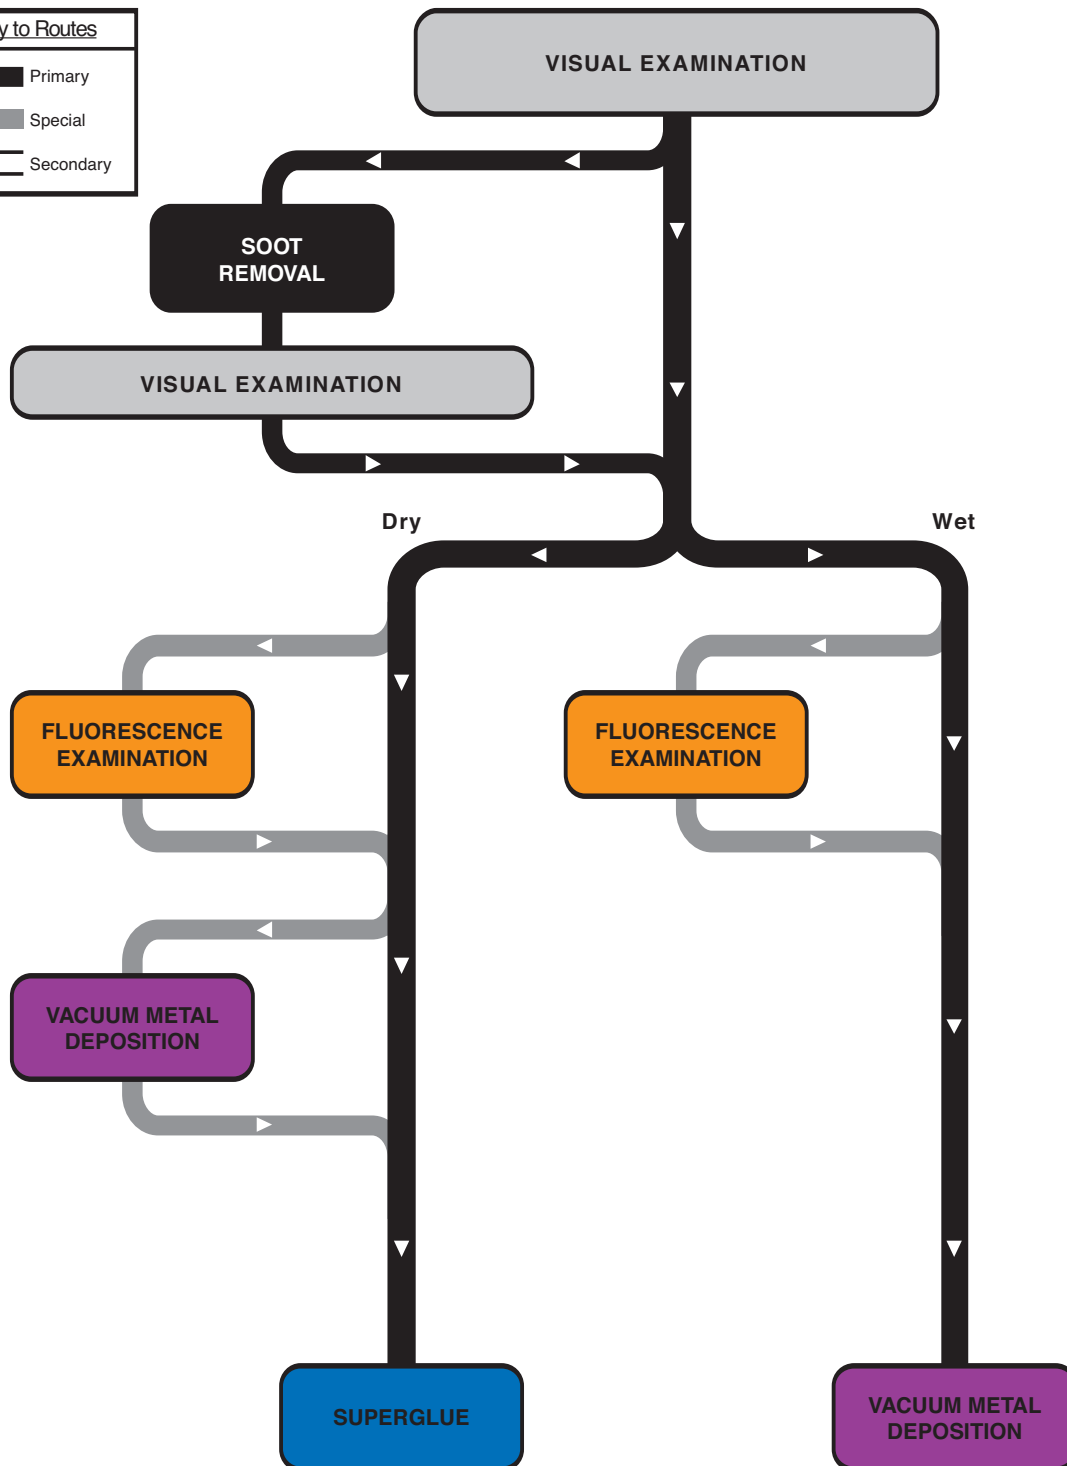 y to Routes
Primary
Special
Secondary
VISUAL EXAMINATION
SOOT
REMOVAL
VISUAL EXAMINATION
Dry
Wet
FLUORESCENCE
EXAMINATION
FLUORESCENCE
EXAMINATION
VACUUM METAL
DEPOSITION
SUPERGLUE
VACUUM METAL
DEPOSITION